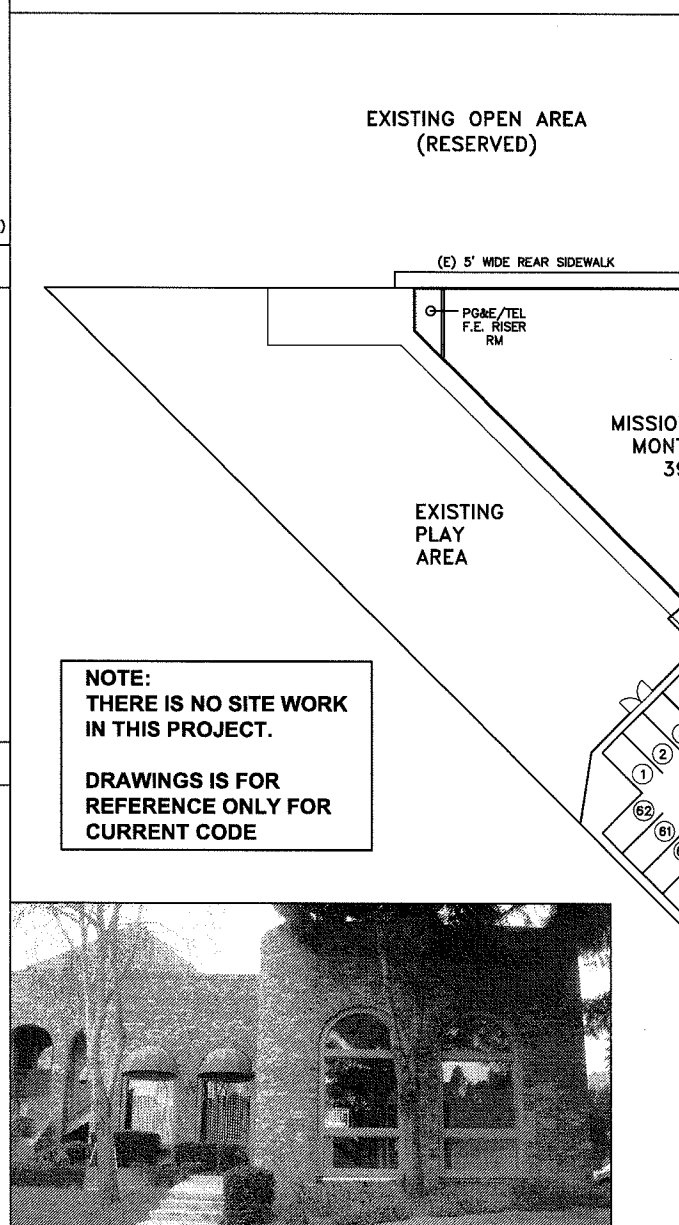 EXISTING OPEN AREA
(RESERVED)
)
(E) 5' WIDE REAR SIDEWALK
PG&E/TEL
F.E. RISER
RM
EXISTING
PLAY
AREA
NOTE:
THERE IS NO SITE WORK
IN THIS PROJECT.
DRAWINGS IS FOR
REFERENCE ONLY FOR
CURRENT CODE
2
1
62
61